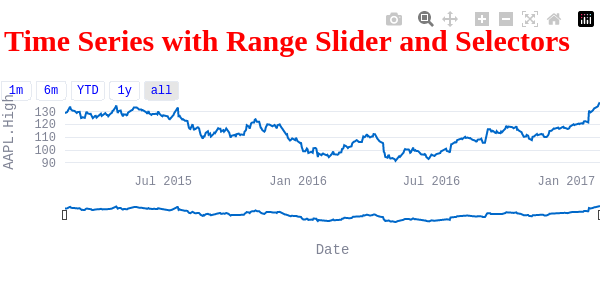 Time Series with Range Slider and Selectors
1m 6m YTD 1y all
AAPL.High
130
120
110
100
90
Jul 2015 Jan 2016 Jul 2016 Jan 2017
Date